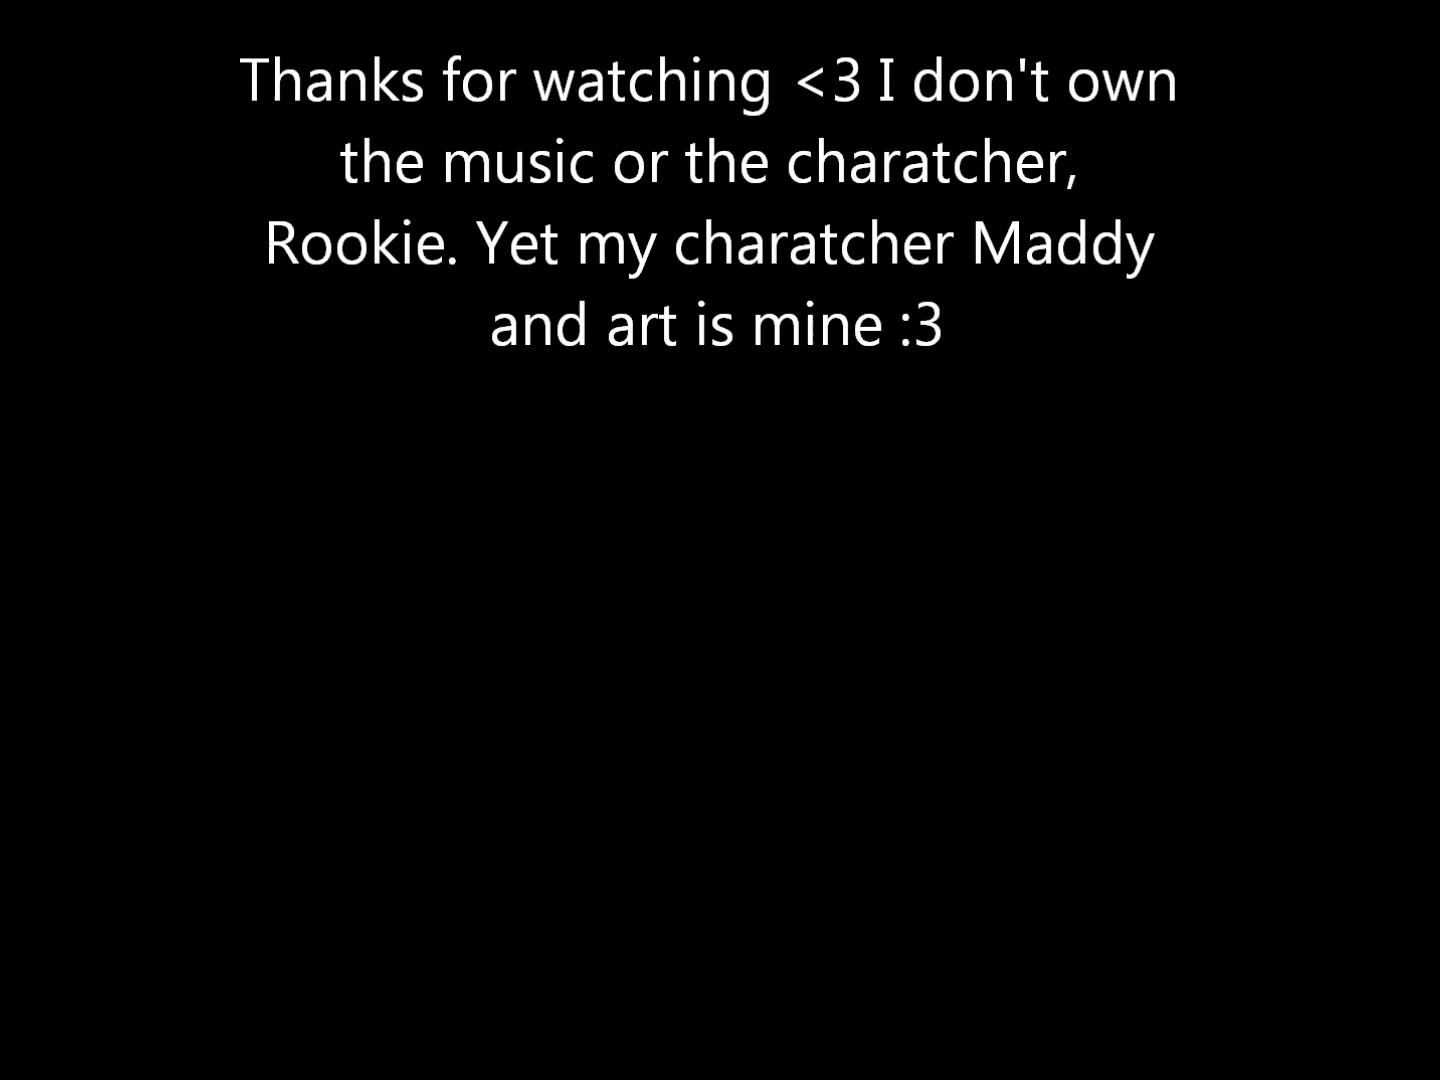 Thanks for watching <3 I don't own
the music or the charatcher,
Rookie. Yet my charatcher Maddy
and art is mine :3